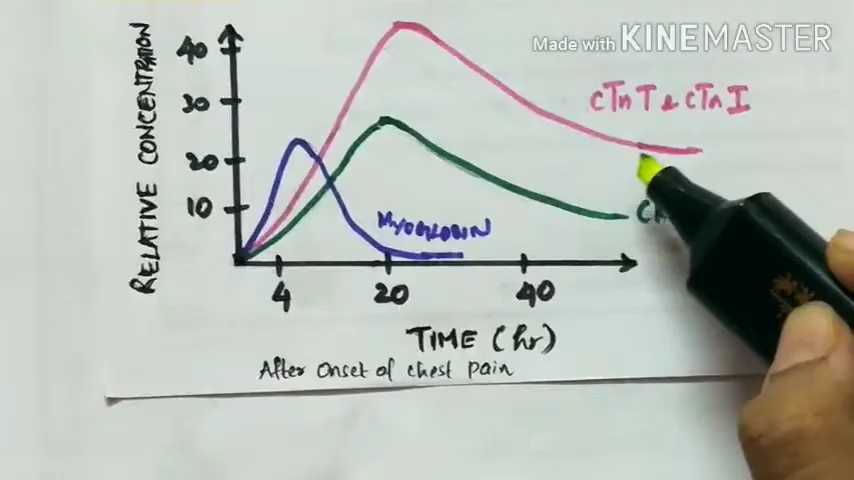 Made with KINEMASTER
RELATIVE CONCENTRATION
40
30
20
10
cTnT & cTnI
MYOGLOBIN
4
20
40
TIME (hr)
After Onset of chest pain